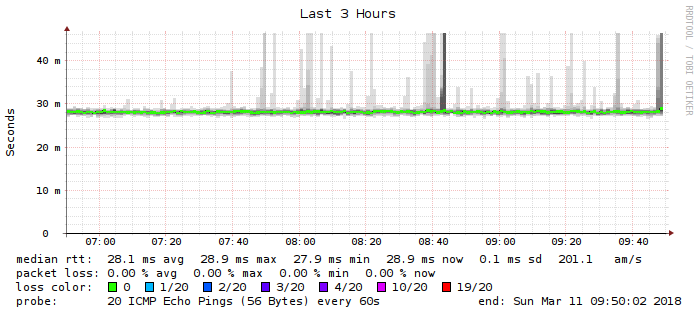 Last 3 Hours
RRDTOOL / TOBI OETIKER
Seconds
40 m
30 m
20 m
10 m
0
07:00 07:20 07:40 08:00 08:20 08:40 09:00 09:20 09:40
median rtt: 28.1 ms avg 28.9 ms max 27.9 ms min 28.9 ms now 0.1 ms sd 201.1 am/s
packet loss: 0.00 % avg 0.00 % max 0.00 % min 0.00 % now
loss color: 0 1/20 2/20 3/20 4/20 10/20 19/20
probe: 20 ICMP Echo Pings (56 Bytes) every 60s end: Sun Mar 11 09:50:02 2018